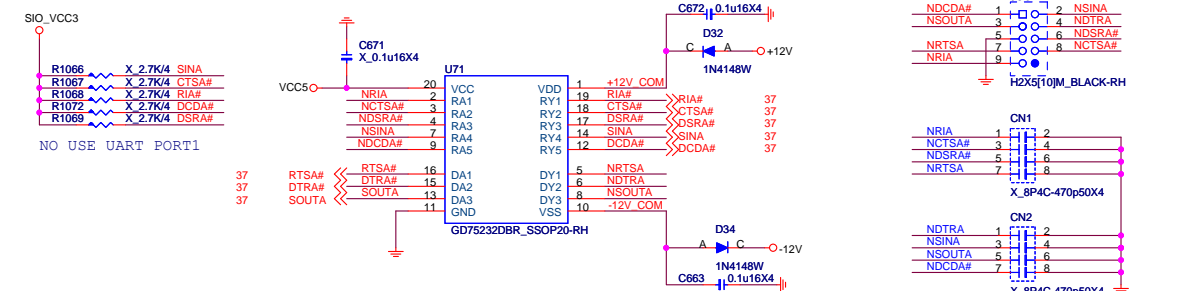 SIO_VCC3
R1066 X_2.7K/4 SINA
R1067 X_2.7K/4 CTSA#
R1068 X_2.7K/4 RIA#
R1072 X_2.7K/4 DCDA#
R1069 X_2.7K/4 DSRA#
NO USE UART PORT1
C671
X_0.1u16X4
VCC5
U71
20 VCC VDD 1 +12V_COM
NRIA 2 RA1 RY1 19 RIA# RIA# 37
NCTSA# 3 RA2 RY2 18 CTSA# CTSA# 37
NDSRA# 4 RA3 RY3 17 DSRA# DSRA# 37
NSINA 7 RA4 RY4 14 SINA SINA 37
NDCDA# 9 RA5 RY5 12 DCDA# DCDA# 37
37 RTSA# RTSA# 16 DA1 DY1 5 NRTSA
37 DTRA# DTRA# 15 DA2 DY2 6 NDTRA
37 SOUTA SOUTA 13 DA3 DY3 8 NSOUTA
11 GND VSS 10 -12V_COM
GD75232DBR_SSOP20-RH
C672 0.1u16X4
D32
C A +12V
1N4148W
D34
A C -12V
1N4148W
C663 0.1u16X4
NDCDA# 1 2 NSINA
NSOUTA 3 4 NDTRA
5 6 NDSRA#
NRTSA 7 8 NCTSA#
NRIA 9
H2X5[10]M_BLACK-RH
CN1
NRIA 1 2
NCTSA# 3 4
NDSRA# 5 6
NRTSA 7 8
X_8P4C-470p50X4
CN2
NDTRA 1 2
NSINA 3 4
NSOUTA 5 6
NDCDA# 7 8
X_8P4C-470p50X4